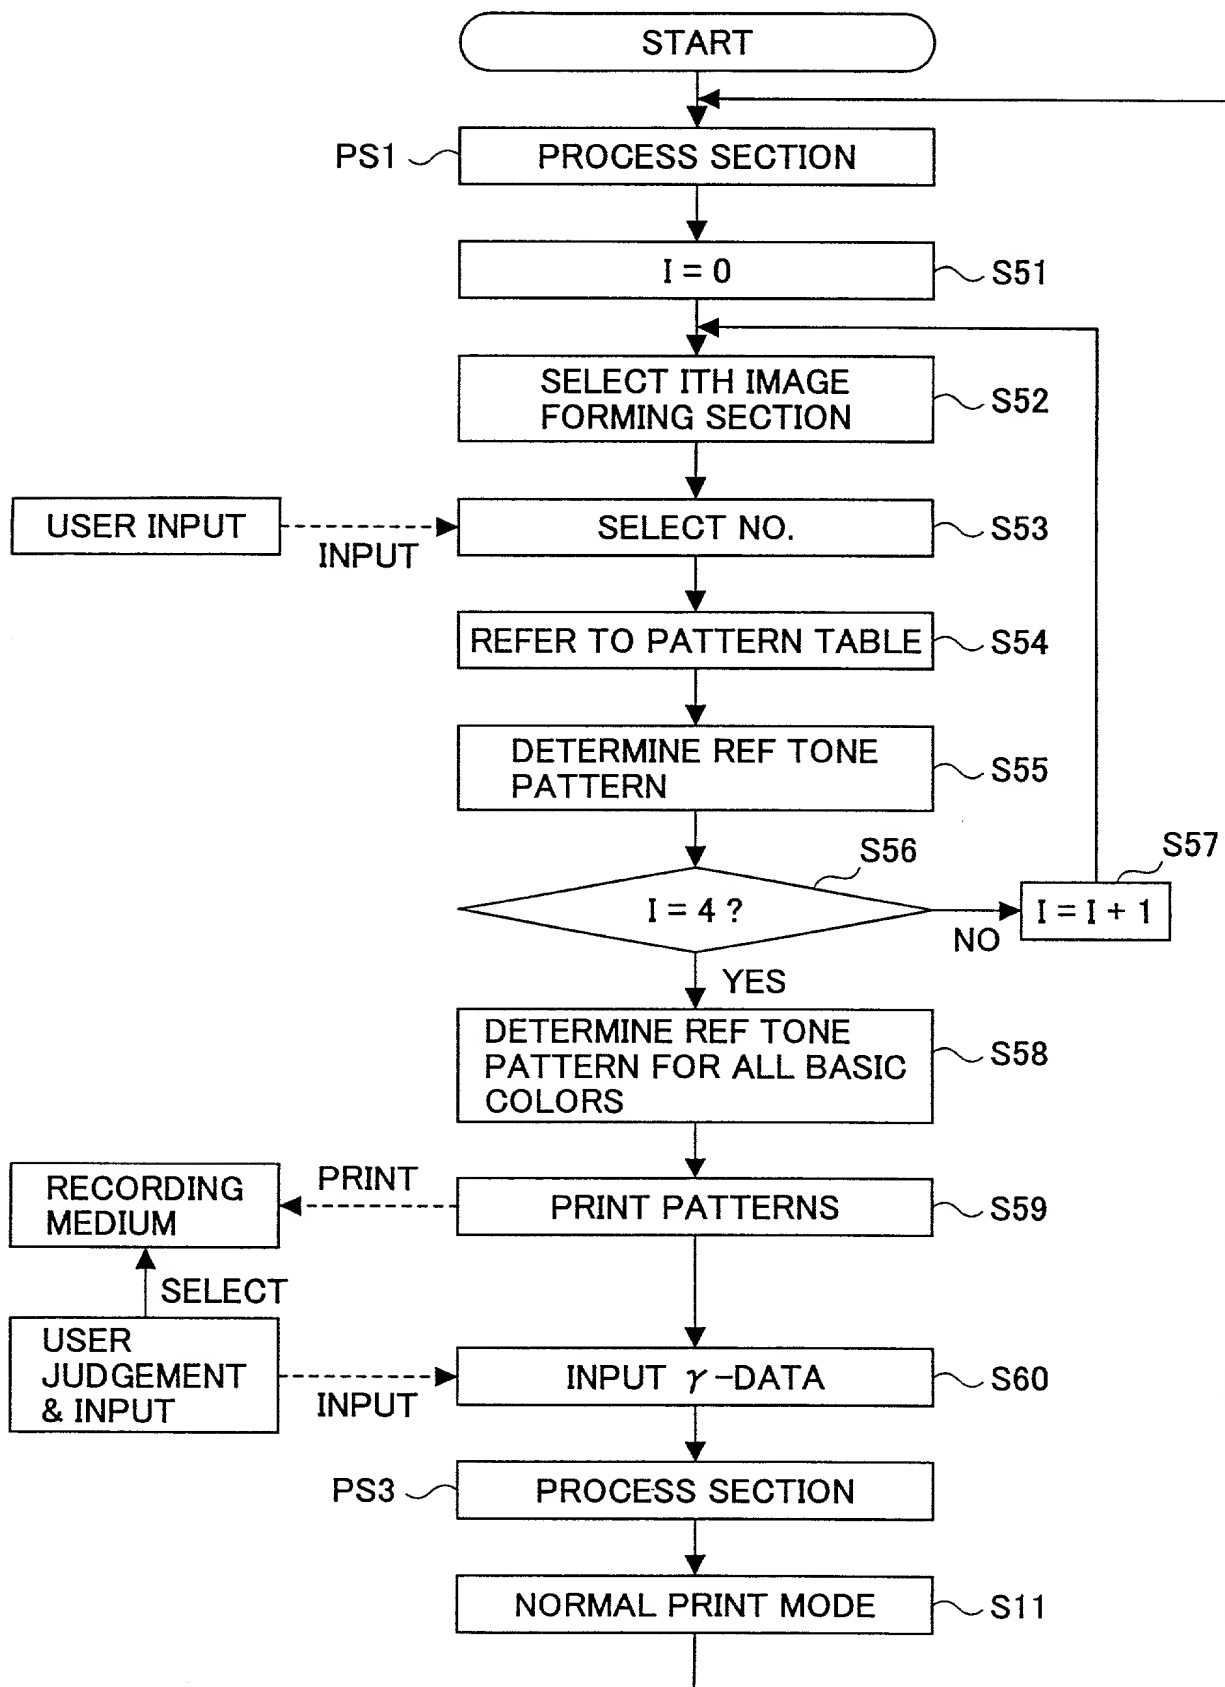 START
PS1
PROCESS SECTION
I = 0
S51
SELECT ITH IMAGE
FORMING SECTION
S52
USER INPUT
INPUT
SELECT NO.
S53
REFER TO PATTERN TABLE
S54
DETERMINE REF TONE
PATTERN
S55
S56
I = 4 ?
NO
S57
I = I + 1
YES
DETERMINE REF TONE
PATTERN FOR ALL BASIC
COLORS
S58
RECORDING
MEDIUM
PRINT
PRINT PATTERNS
S59
SELECT
USER
JUDGEMENT
& INPUT
INPUT
INPUT γ-DATA
S60
PS3
PROCESS SECTION
NORMAL PRINT MODE
S11